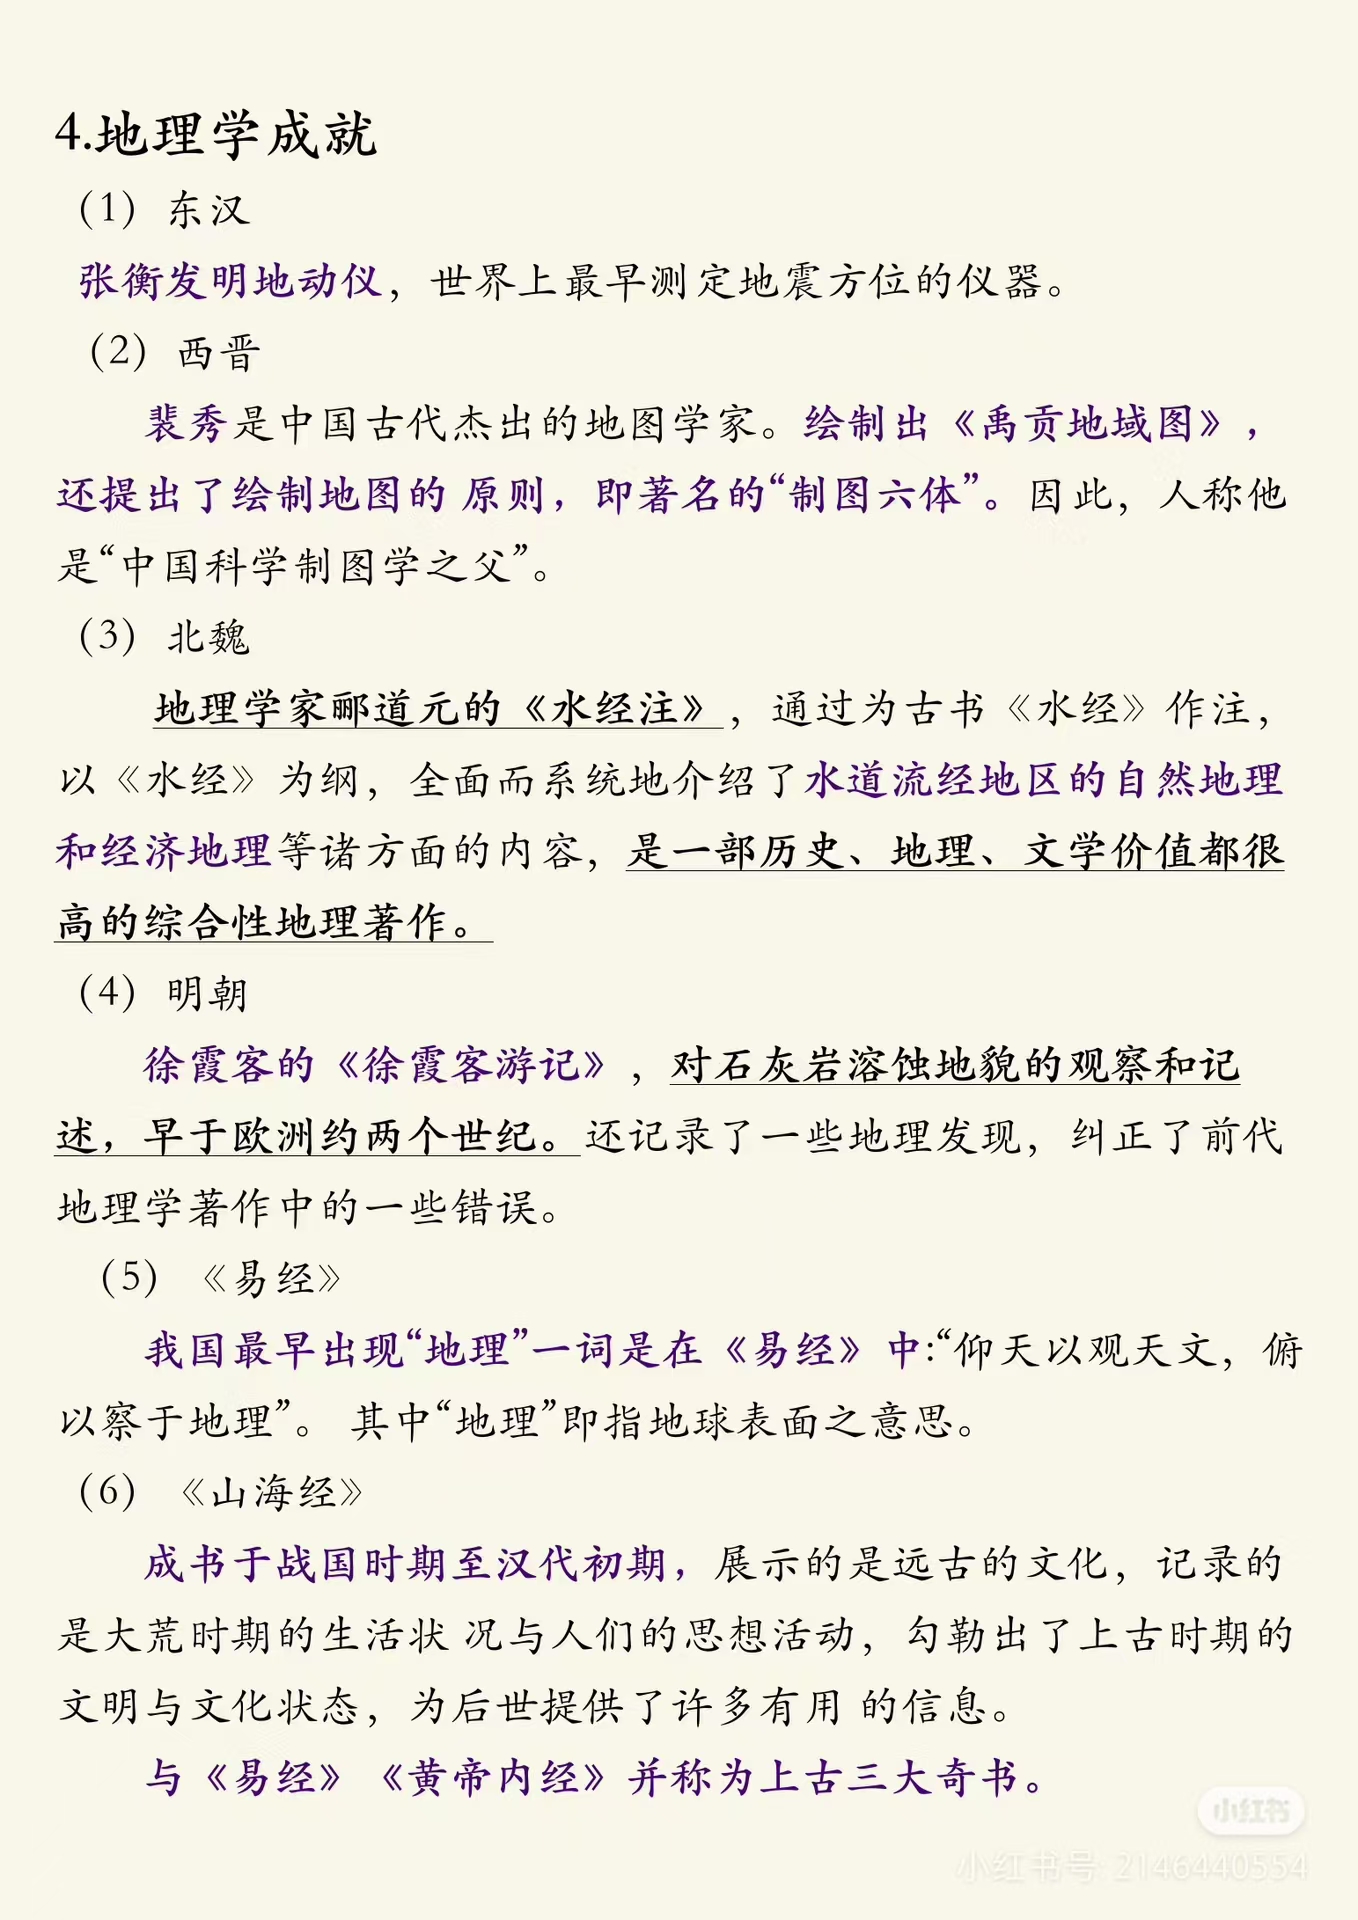 4.地理学成就
（1） 东汉
张衡发明地动仪，世界上最早测定地震方位的仪器。
（2） 西晋
裴秀是中国古代杰出的地图学家。绘制出《禹贡地域图》，
还提出了绘制地图的 原则，即著名的“制图六体”。因此，人称他
是“中国科学制图学之父”。
（3） 北魏
地理学家郦道元的《水经注》，通过为古书《水经》作注，
以《水经》为纲，全面而系统地介绍了水道流经地区的自然地理
和经济地理等诸方面的内容，是一部历史、地理、文学价值都很
高的综合性地理著作。
（4） 明朝
徐霞客的《徐霞客游记》，对石灰岩溶蚀地貌的观察和记
述，早于欧洲约两个世纪。还记录了一些地理发现，纠正了前代
地理学著作中的一些错误。
（5） 《易经》
我国最早出现“地理”一词是在《易经》中:“仰天以观天文，俯
以察于地理”。 其中“地理”即指地球表面之意思。
（6） 《山海经》
成书于战国时期至汉代初期，展示的是远古的文化，记录的
是大荒时期的生活状 况与人们的思想活动，勾勒出了上古时期的
文明与文化状态，为后世提供了许多有用 的信息。
与《易经》《黄帝内经》并称为上古三大奇书。
小红书
小红书号: 2146440554